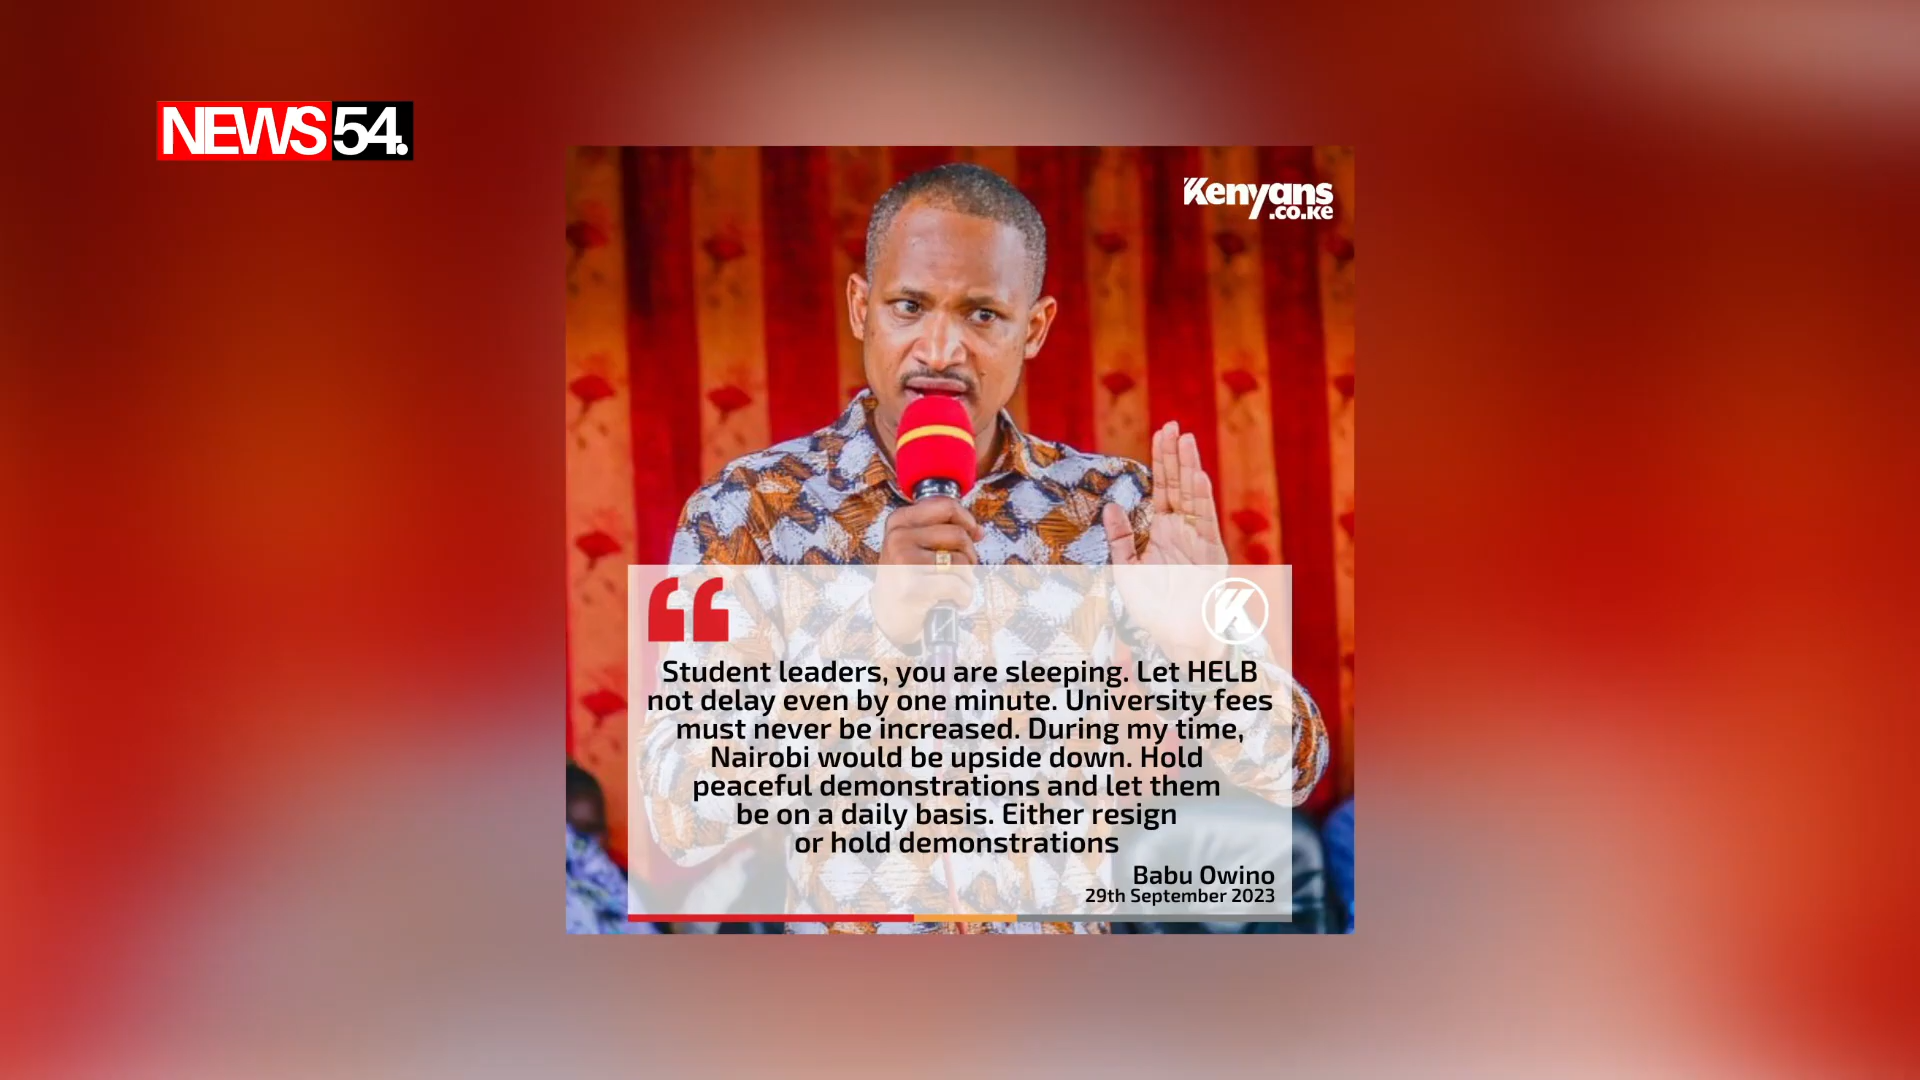 NEWS54.
Kenyans
.co.ke
Student leaders, you are sleeping. Let HELB
not delay even by one minute. University fees
must never be increased. During my time,
Nairobi would be upside down. Hold
peaceful demonstrations and let them
be on a daily basis. Either resign
or hold demonstrations
Babu Owino
29th September 2023